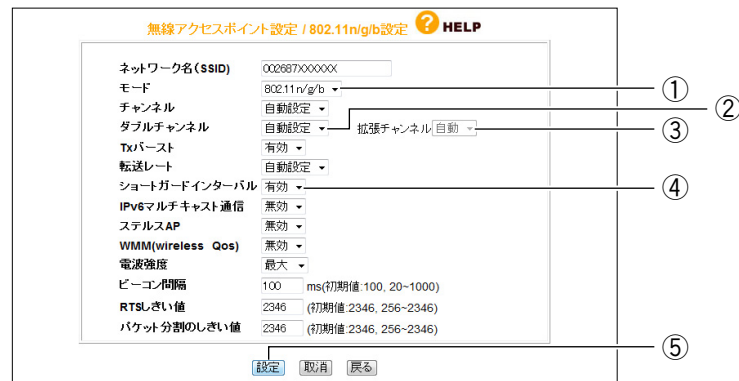 無線アクセスポイント設定 / 802.11n/g/b設定 ? HELP
ネットワーク名(SSID) 002687XXXXXX
モード 802.11 n/g/b ①
チャンネル 自動設定
ダブルチャンネル 自動設定 ② 拡張チャンネル 自動 ③
Txバースト 有効
転送レート 自動設定
ショートガードインターバル 有効 ④
IPv6マルチキャスト通信 無効
ステルスAP 無効
WMM(wireless Qos) 無効
電波強度 最大
ビーコン間隔 100 ms(初期値:100, 20~1000)
RTSしきい値 2346 (初期値:2346, 256~2346)
パケット分割のしきい値 2346 (初期値:2346, 256~2346)
設定 取消 戻る ⑤